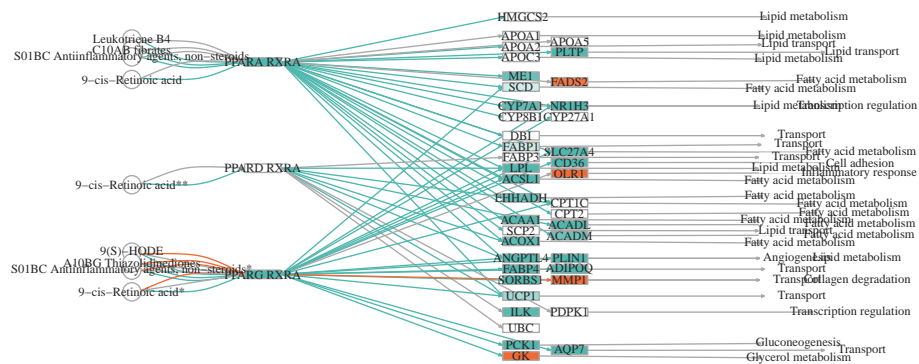 Leukotriene B4
C10AB fibrates
S01BC Antiinflammatory agents, non-steroids
9-cis-Retinoic acid
PPARA RXRA
9-cis-Retinoic acid**
PPARD RXRA
9(S)-HODE
A10BG Thiazolidinediones
S01BC Antiinflammatory agents, non-steroids*
9-cis-Retinoic acid*
PPARG RXRA
HMGCS2
Lipid metabolism
APOA1
Lipid metabolism
APOA5
Lipid transport
APOA2
PLTP
Lipid transport
APOC3
Lipid metabolism
ME1
FADS2
Fatty acid metabolism
SCD
Fatty acid metabolism
CYP7A1
NR1H3
Lipid metabolism
Transcription regulation
CYP8B1
CYP27A1
DBI
Transport
FABP1
Transport
SLC27A4
Fatty acid metabolism
FABP3
Transport
CD36
Cell adhesion
LPL
Lipid metabolism
OLR1
Inflammatory response
ACSL1
Fatty acid metabolism
EHHADH
Fatty acid metabolism
CPT1C
Fatty acid metabolism
CPT2
Fatty acid metabolism
ACAA1
Fatty acid metabolism
ACADL
Fatty acid metabolism
SCP2
Lipid transport
ACADM
Fatty acid metabolism
ACOX1
Fatty acid metabolism
ANGPTL4
PLIN1
Angiogenesis
Lipid metabolism
FABP4
ADIPOQ
Transport
SORBS1
MMP1
Transport
Collagen degradation
UCP1
Transport
ILK
PDPK1
Transcription regulation
UBC
PCK1
Gluconeogenesis
AQP7
Transport
GK
Glycerol metabolism